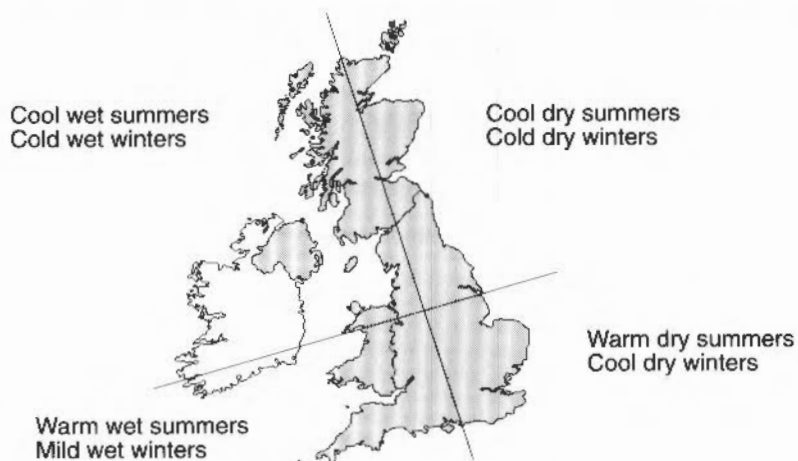 Cool wet summers
Cold wet winters
Cool dry summers
Cold dry winters
Warm dry summers
Cool dry winters
Warm wet summers
Mild wet winters